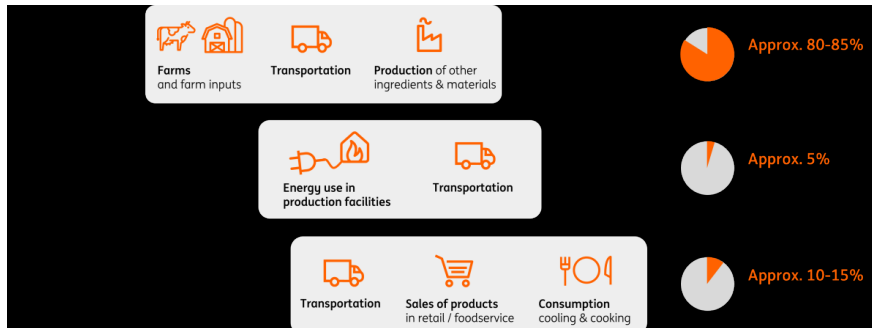 Approx. 80-85%
Farms
and farm inputs
Transportation
Production of other
ingredients & materials
Approx. 5%
Energy use in
production facilities
Transportation
Approx. 10-15%
Transportation
Sales of products
in retail / foodservice
Consumption
cooling & cooking